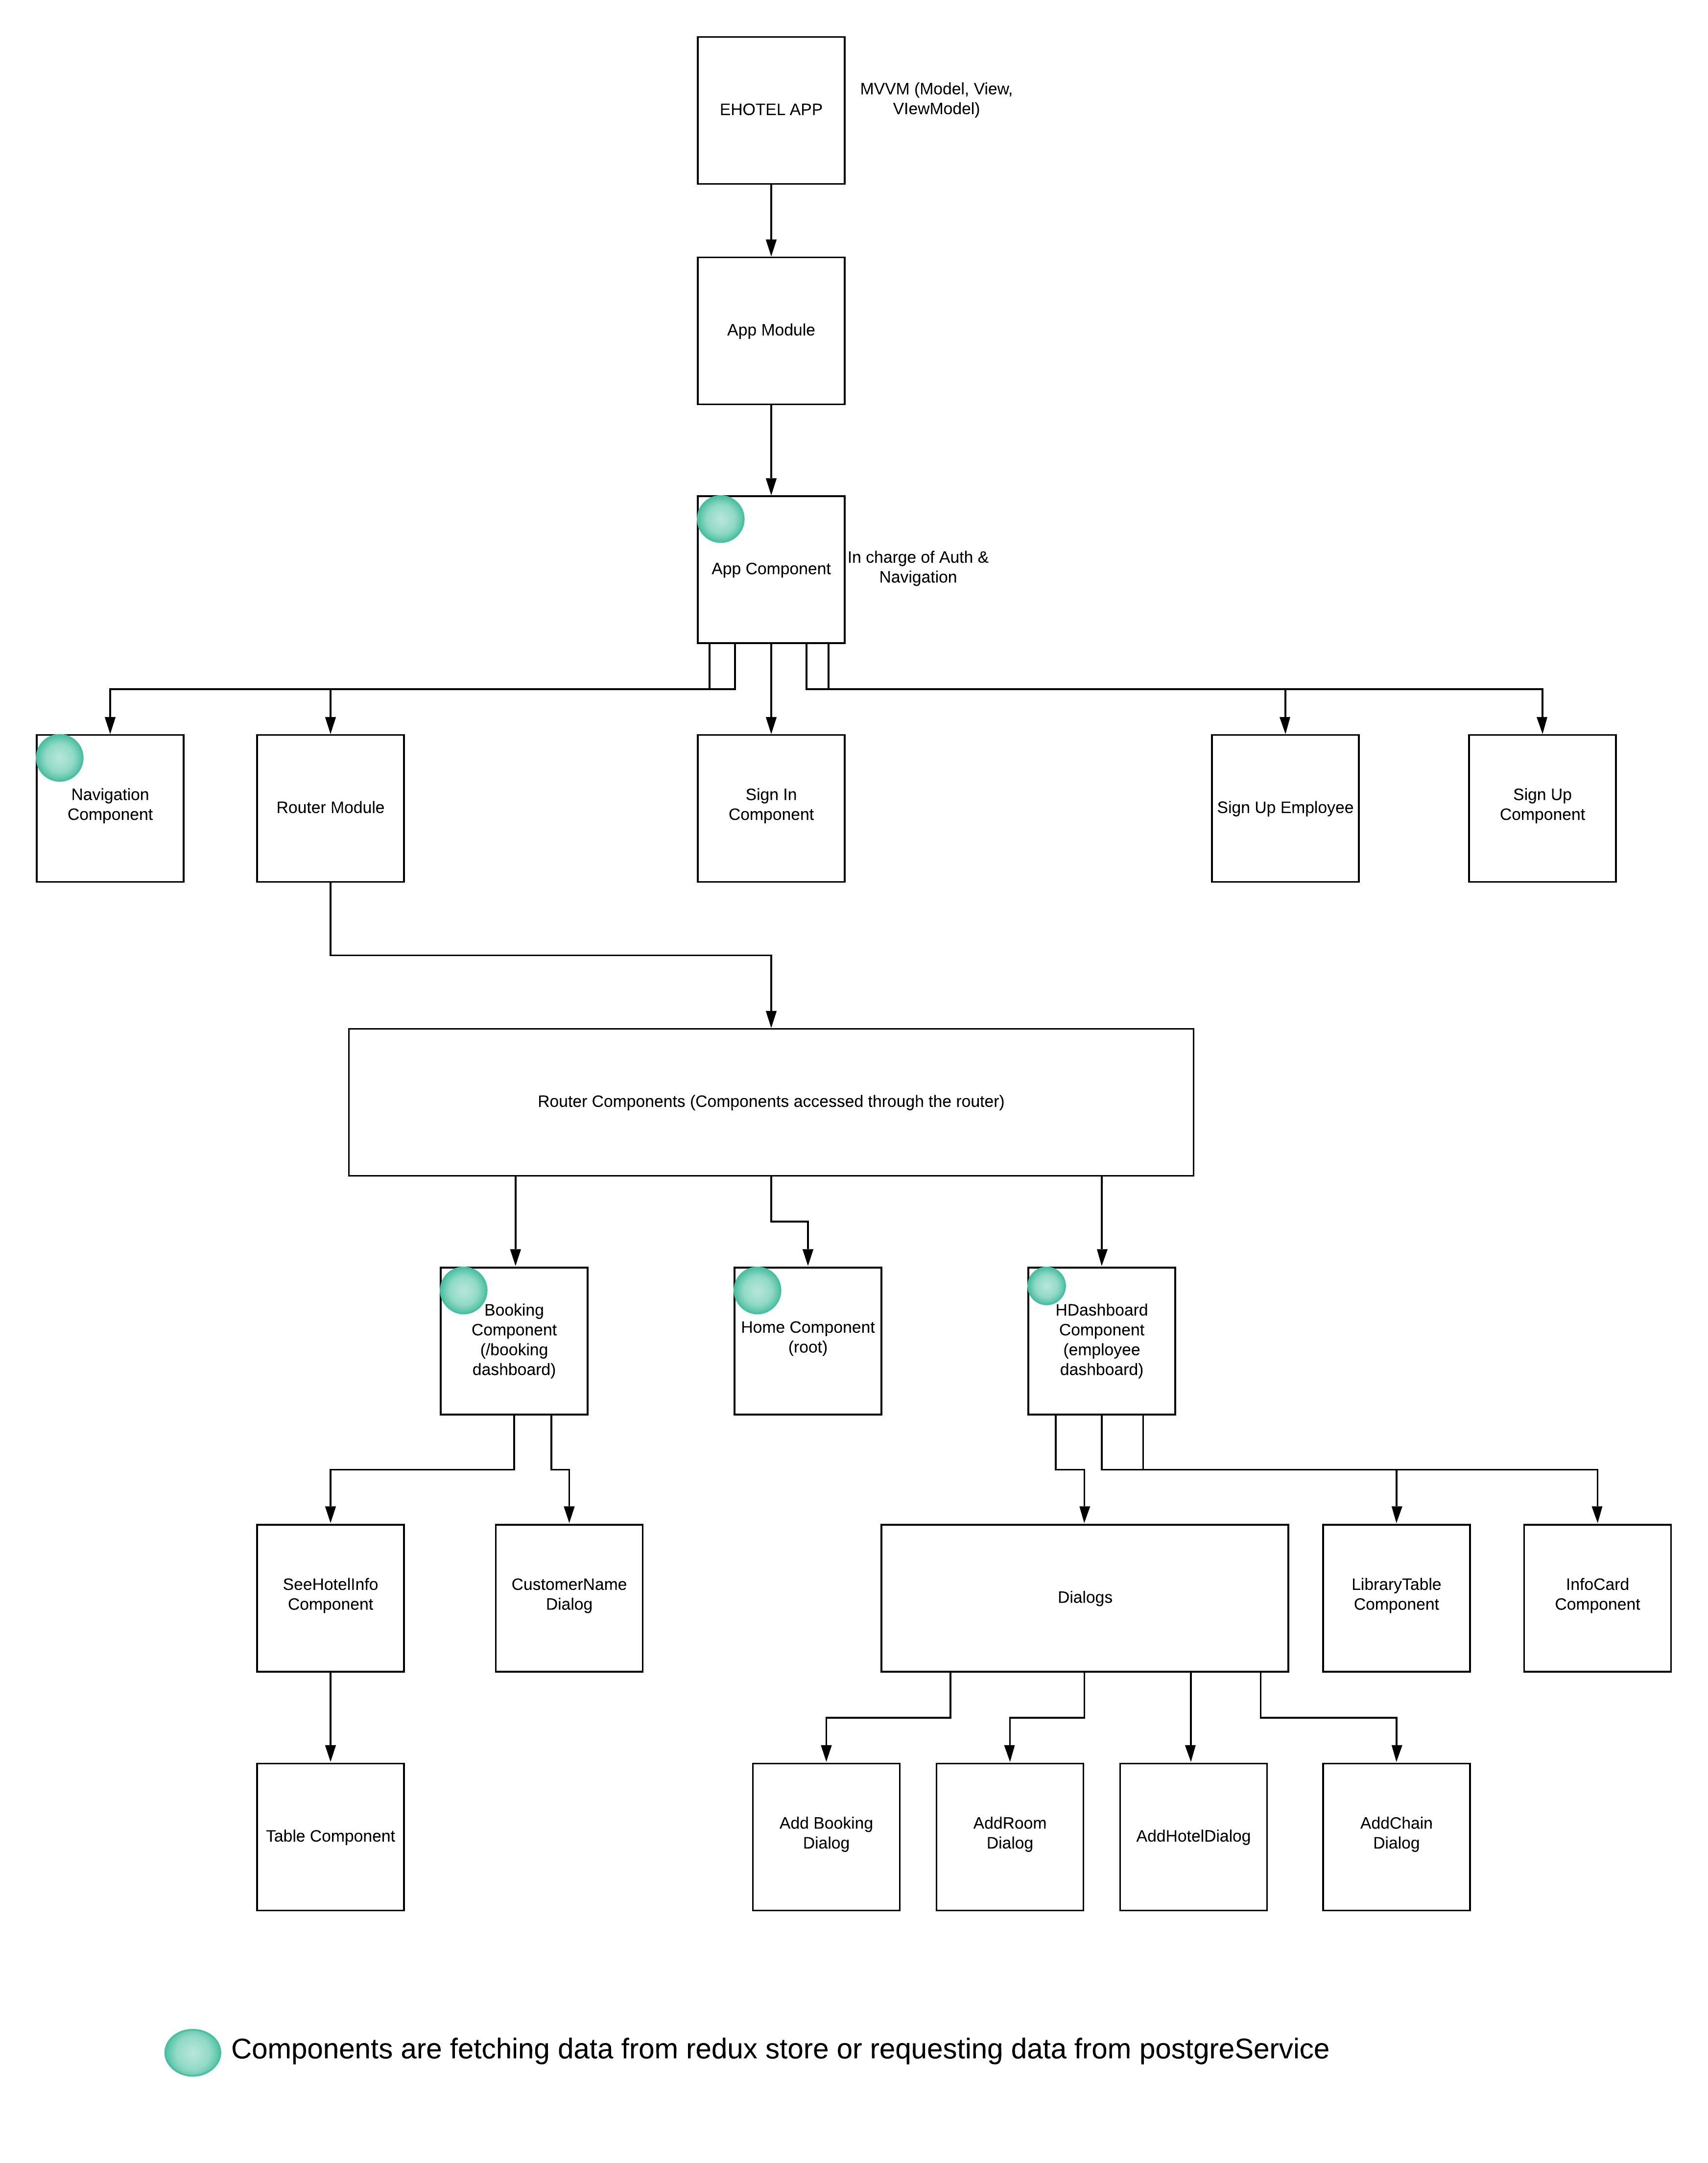 EHOTEL APP
MVVM (Model, View,
VIewModel)
App Module
App Component
In charge of Auth &
Navigation
Navigation
Component
Router Module
Sign In
Component
Sign Up Employee
Sign Up
Component
Router Components (Components accessed through the router)
Booking
Component
(/booking
dashboard)
Home Component
(root)
HDashboard
Component
(employee
dashboard)
SeeHotelInfo
Component
CustomerName
Dialog
Dialogs
LibraryTable
Component
InfoCard
Component
Table Component
Add Booking
Dialog
AddRoom
Dialog
AddHotelDialog
AddChain
Dialog
Components are fetching data from redux store or requesting data from postgreService